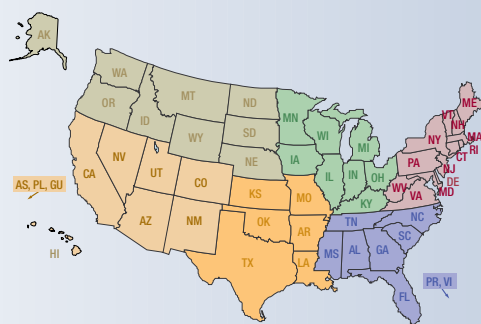 AK
WA
MT
ND
MN
ME
VT
NH
OR
ID
SD
WI
MI
NY
MA
RI
WY
CT
NE
IA
PA
NJ
NV
UT
CO
IL
IN
OH
DE
MD
CA
KS
MO
WV
VA
KY
AS, PL, GU
AZ
NM
OK
AR
TN
NC
SC
HI
TX
LA
MS
AL
GA
PR, VI
FL